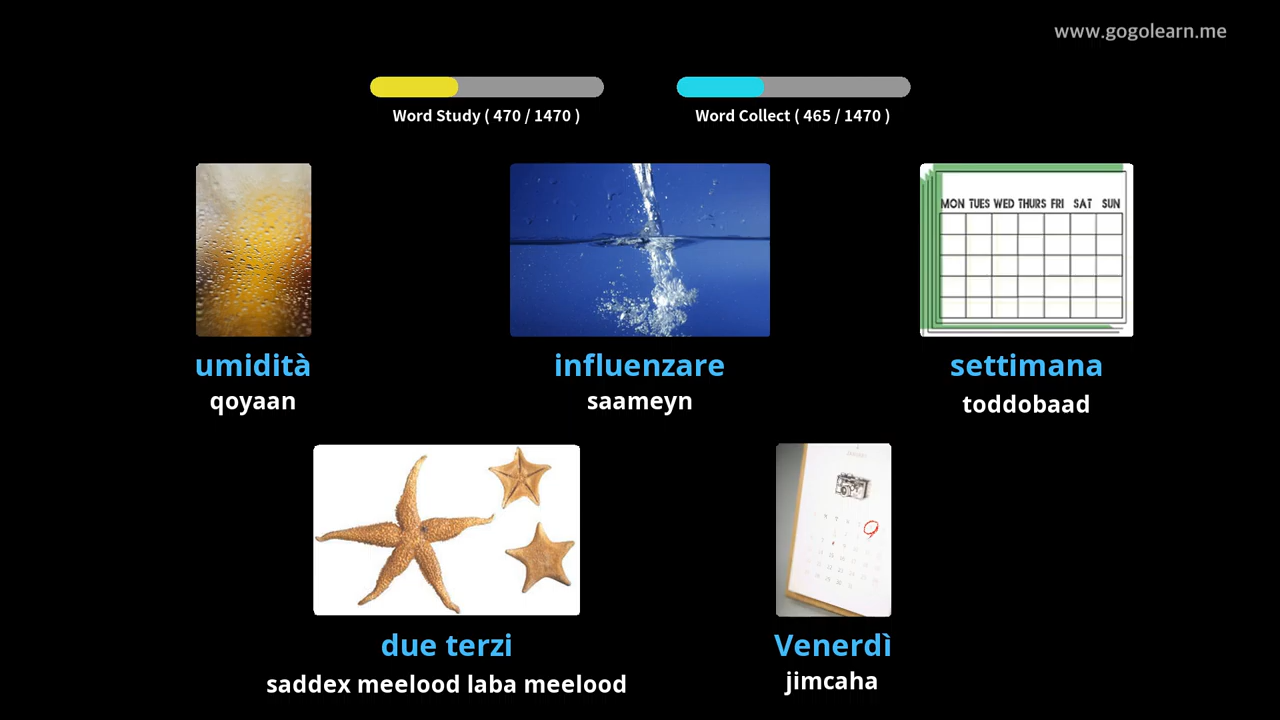 www.gogolearn.me
Word Study ( 470 / 1470 )
Word Collect ( 465 / 1470 )
MON TUES WED THURS FRI SAT SUN
umidità
influenzare
settimana
qoyaan
saameyn
toddobaad
due terzi
Venerdì
saddex meelood laba meelood
jimcaha